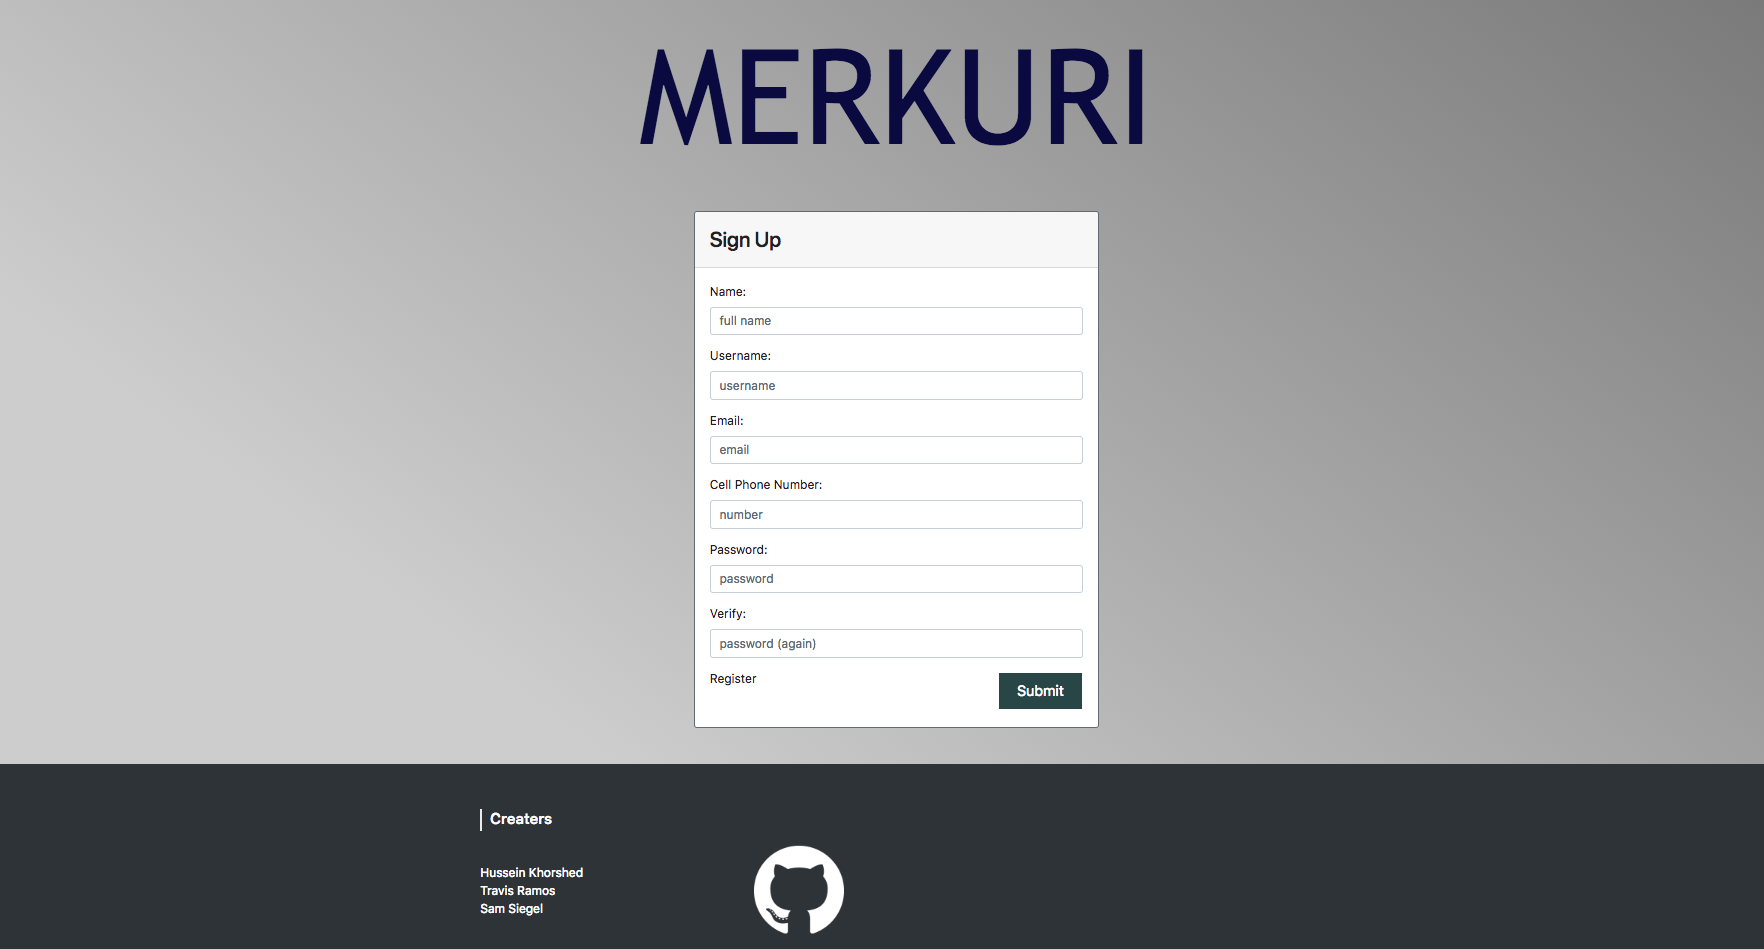 MERKURI
Sign Up
Name:
full name
Username:
username
Email:
email
Cell Phone Number:
number
Password:
password
Verify:
password (again)
Register
Submit
Creaters
Hussein Khorshed
Travis Ramos
Sam Siegel